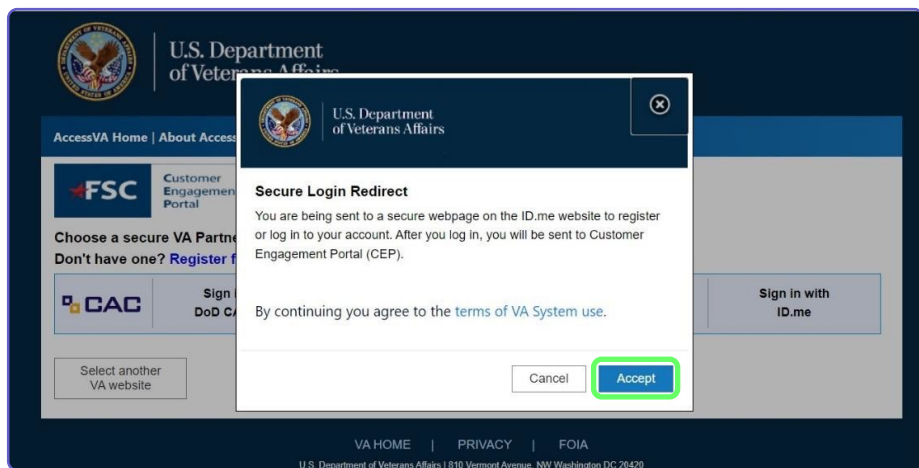 U.S. Department
of Veterans Affairs
U.S. Department
of Veterans Affairs
AccessVA Home | About Access
FSC
Customer
Engagemen
Portal
Secure Login Redirect
You are being sent to a secure webpage on the ID.me website to register
or log in to your account. After you log in, you will be sent to Customer
Engagement Portal (CEP).
By continuing you agree to the terms of VA System use.
Cancel
Accept
Choose a secure VA Partne
Don't have one? Register f
CAC
Sign i
DoD CA
Sign in with
ID.me
Select another
VA website
VA HOME | PRIVACY | FOIA
U.S. Department of Veterans Affairs | 810 Vermont Avenue, NW Washington DC 20420